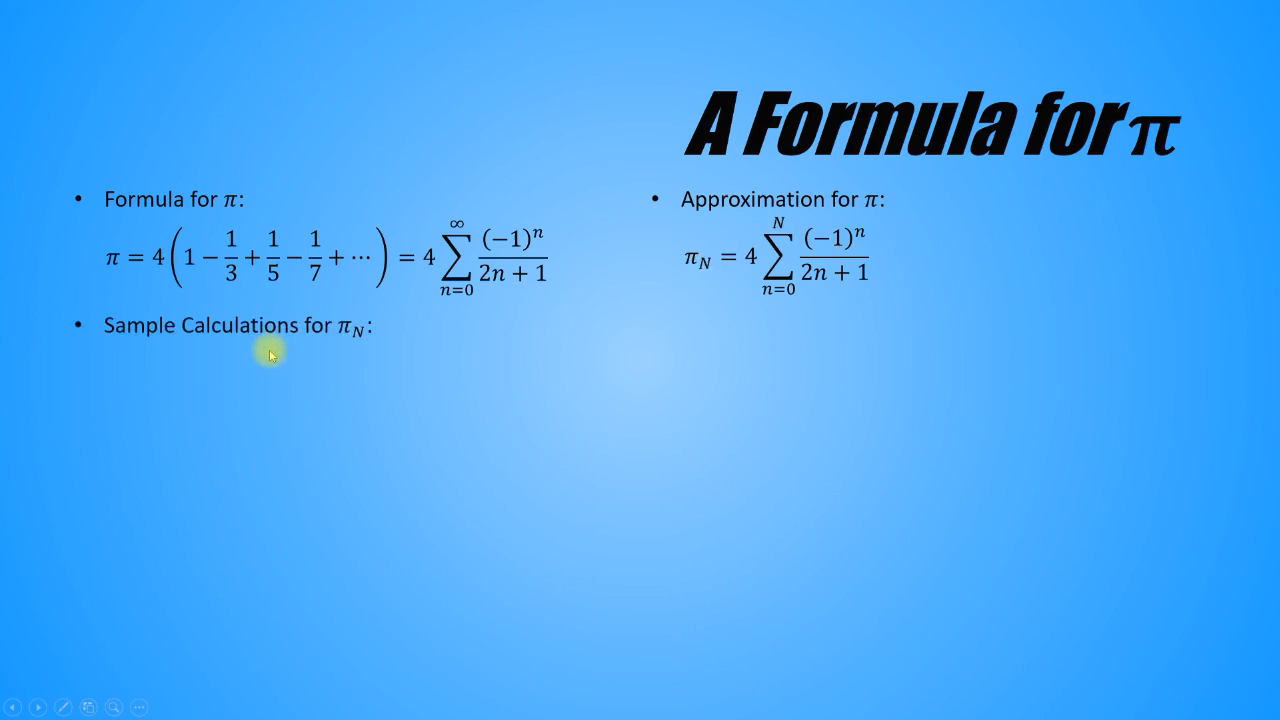 A Formula for π
• Formula for π:
π = 4(1 − 1/3 + 1/5 − 1/7 + ⋯) = 4 ∑_{n=0}^{∞} (−1)^n/(2n + 1)
• Sample Calculations for π_N:
• Approximation for π:
π_N = 4 ∑_{n=0}^{N} (−1)^n/(2n + 1)